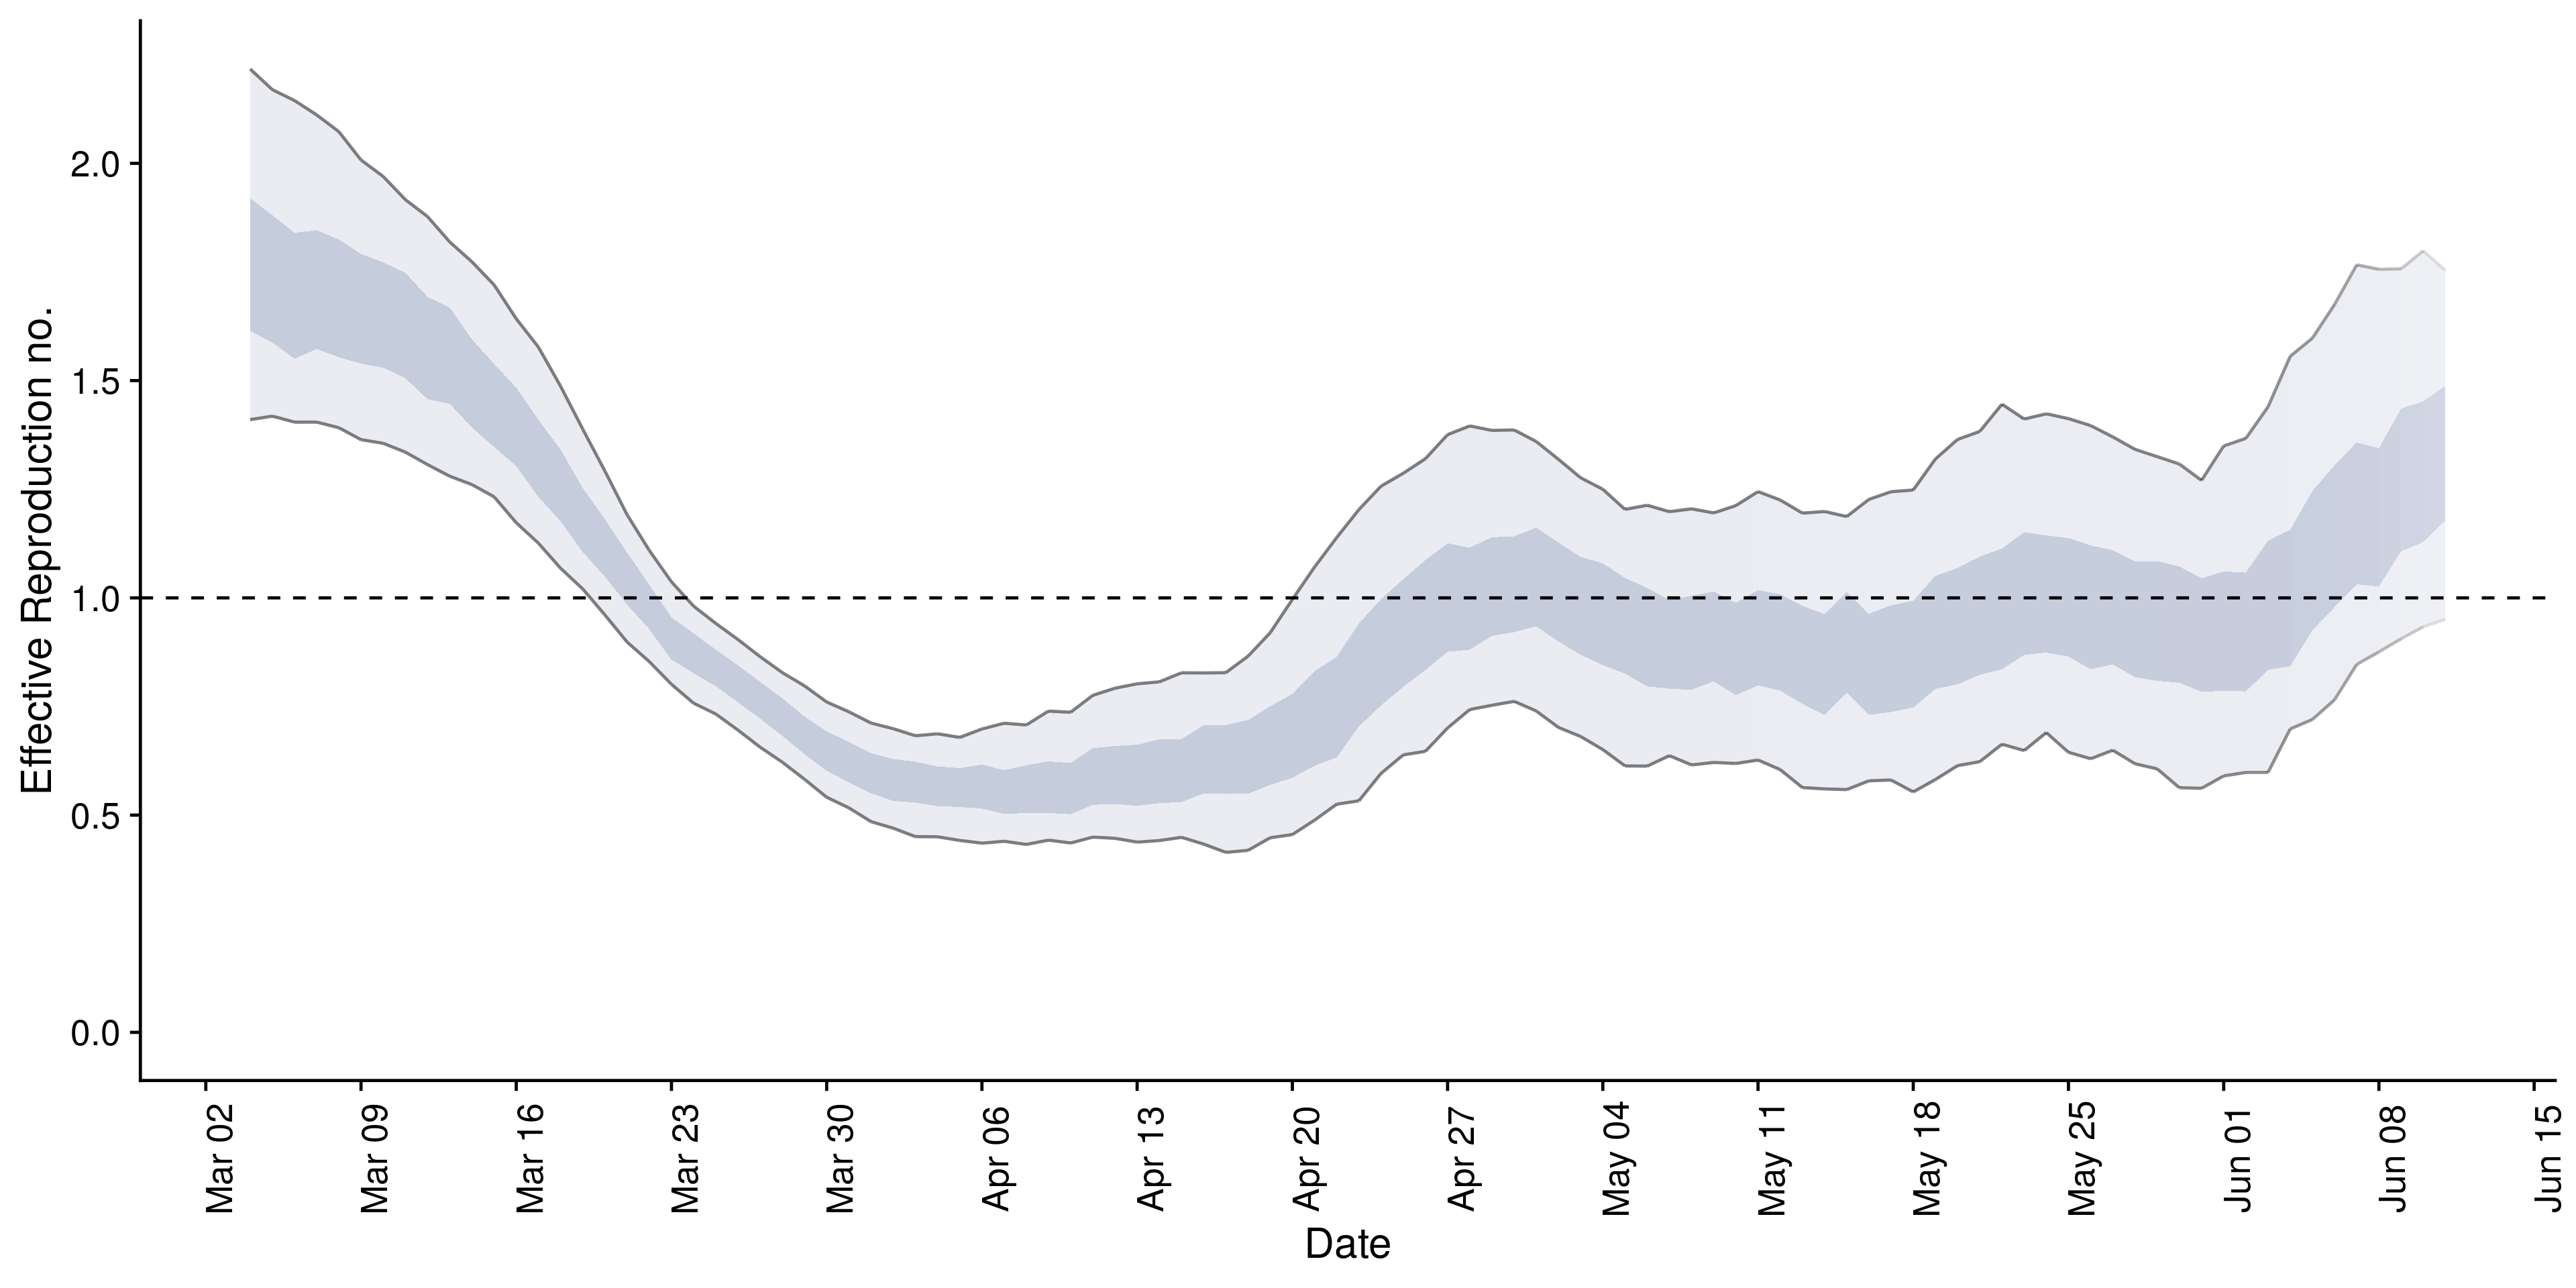 Effective Reproduction no.
2.0
1.5
1.0
0.5
0.0
Mar 02
Mar 09
Mar 16
Mar 23
Mar 30
Apr 06
Apr 13
Apr 20
Apr 27
May 04
May 11
May 18
May 25
Jun 01
Jun 08
Jun 15
Date